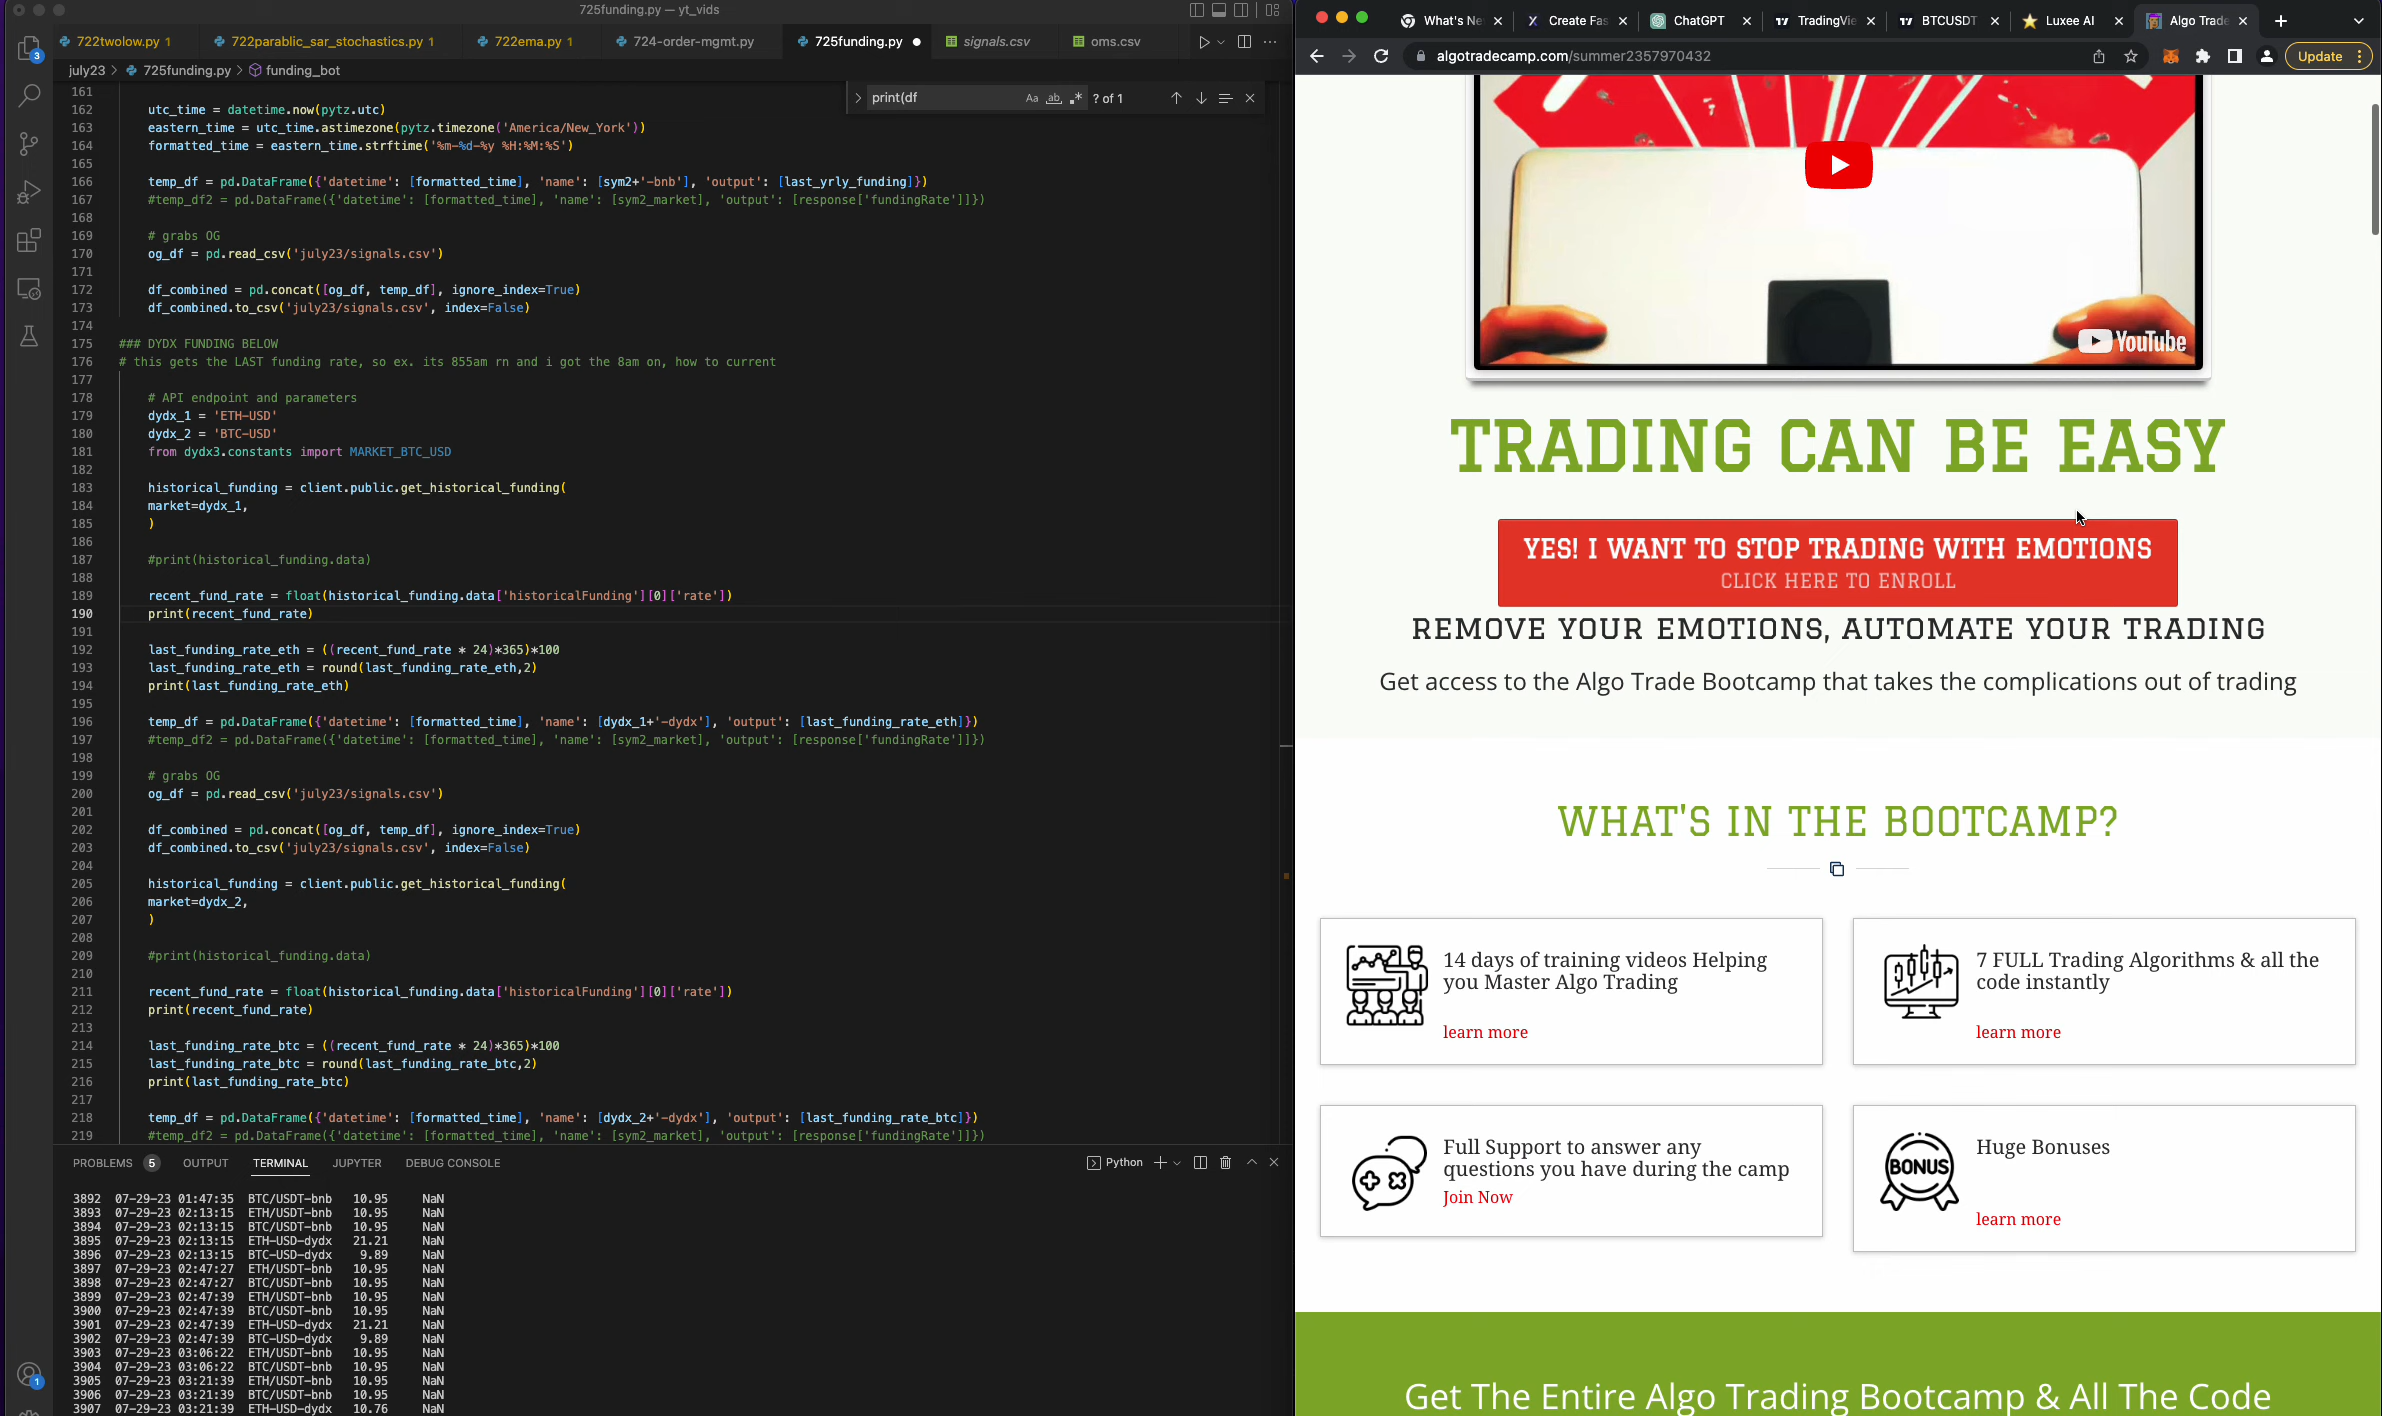 725funding.py — yt_vids
722twolow.py 1
722parablic_sar_stochastics.py 1
722ema.py 1
724-order-mgmt.py
725funding.py
signals.csv
oms.csv
july23 > 725funding.py > funding_bot
print(df
Aa ab ? of 1
3
161
162 utc_time = datetime.now(pytz.utc)
163 eastern_time = utc_time.astimezone(pytz.timezone('America/New_York'))
164 formatted_time = eastern_time.strftime('%m-%d-%y %H:%M:%S')
165
166 temp_df = pd.DataFrame({'datetime': [formatted_time], 'name': [sym2+'-bnb'], 'output': [last_yrly_funding]})
167 #temp_df2 = pd.DataFrame({'datetime': [formatted_time], 'name': [sym2_market], 'output': [response['fundingRate']]})
168
169 # grabs OG
170 og_df = pd.read_csv('july23/signals.csv')
171
172 df_combined = pd.concat([og_df, temp_df], ignore_index=True)
173 df_combined.to_csv('july23/signals.csv', index=False)
174
175 ### DYDX FUNDING BELOW
176 # this gets the LAST funding rate, so ex. its 855am rn and i got the 8am on, how to current
177
178 # API endpoint and parameters
179 dydx_1 = 'ETH-USD'
180 dydx_2 = 'BTC-USD'
181 from dydx3.constants import MARKET_BTC_USD
182
183 historical_funding = client.public.get_historical_funding(
184 market=dydx_1,
185 )
186
187 #print(historical_funding.data)
188
189 recent_fund_rate = float(historical_funding.data['historicalFunding'][0]['rate'])
190 print(recent_fund_rate)
191
192 last_funding_rate_eth = ((recent_fund_rate * 24)*365)*100
193 last_funding_rate_eth = round(last_funding_rate_eth,2)
194 print(last_funding_rate_eth)
195
196 temp_df = pd.DataFrame({'datetime': [formatted_time], 'name': [dydx_1+'-dydx'], 'output': [last_funding_rate_eth]})
197 #temp_df2 = pd.DataFrame({'datetime': [formatted_time], 'name': [sym2_market], 'output': [response['fundingRate']]})
198
199 # grabs OG
200 og_df = pd.read_csv('july23/signals.csv')
201
202 df_combined = pd.concat([og_df, temp_df], ignore_index=True)
203 df_combined.to_csv('july23/signals.csv', index=False)
204
205 historical_funding = client.public.get_historical_funding(
206 market=dydx_2,
207 )
208
209 #print(historical_funding.data)
210
211 recent_fund_rate = float(historical_funding.data['historicalFunding'][0]['rate'])
212 print(recent_fund_rate)
213
214 last_funding_rate_btc = ((recent_fund_rate * 24)*365)*100
215 last_funding_rate_btc = round(last_funding_rate_btc,2)
216 print(last_funding_rate_btc)
217
218 temp_df = pd.DataFrame({'datetime': [formatted_time], 'name': [dydx_2+'-dydx'], 'output': [last_funding_rate_btc]})
219 #temp_df2 = pd.DataFrame({'datetime': [formatted_time], 'name': [sym2_market], 'output': [response['fundingRate']]})
PROBLEMS 5 OUTPUT TERMINAL JUPYTER DEBUG CONSOLE
Python
3892 07-29-23 01:47:35 BTC/USDT-bnb 10.95 NaN
3893 07-29-23 02:13:15 ETH/USDT-bnb 10.95 NaN
3894 07-29-23 02:13:15 BTC/USDT-bnb 10.95 NaN
3895 07-29-23 02:13:15 ETH-USD-dydx 21.21 NaN
3896 07-29-23 02:13:15 BTC-USD-dydx 9.89 NaN
3897 07-29-23 02:47:27 ETH/USDT-bnb 10.95 NaN
3898 07-29-23 02:47:27 BTC/USDT-bnb 10.95 NaN
3899 07-29-23 02:47:39 ETH/USDT-bnb 10.95 NaN
3900 07-29-23 02:47:39 BTC/USDT-bnb 10.95 NaN
3901 07-29-23 02:47:39 ETH-USD-dydx 21.21 NaN
3902 07-29-23 02:47:39 BTC-USD-dydx 9.89 NaN
3903 07-29-23 03:06:22 ETH/USDT-bnb 10.95 NaN
3904 07-29-23 03:06:22 BTC/USDT-bnb 10.95 NaN
3905 07-29-23 03:21:39 ETH/USDT-bnb 10.95 NaN
3906 07-29-23 03:21:39 BTC/USDT-bnb 10.95 NaN
3907 07-29-23 03:21:39 ETH-USD-dydx 10.76 NaN
1
What's Ne
Create Fas
ChatGPT
TradingVie
BTCUSDT
Luxee AI
Algo Trade
algotradecamp.com/summer2357970432
Update
YouTube
TRADING CAN BE EASY
YES! I WANT TO STOP TRADING WITH EMOTIONS
CLICK HERE TO ENROLL
REMOVE YOUR EMOTIONS, AUTOMATE YOUR TRADING
Get access to the Algo Trade Bootcamp that takes the complications out of trading
WHAT'S IN THE BOOTCAMP?
14 days of training videos Helping
you Master Algo Trading
learn more
7 FULL Trading Algorithms & all the
code instantly
learn more
Full Support to answer any
questions you have during the camp
Join Now
BONUS
Huge Bonuses
learn more
Get The Entire Algo Trading Bootcamp & All The Code